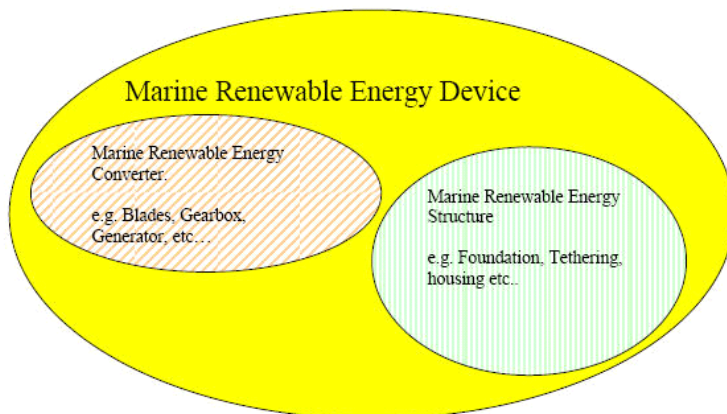 Marine Renewable Energy Device
Marine Renewable Energy
Converter.
e.g. Blades, Gearbox,
Generator, etc…
Marine Renewable Energy
Structure
e.g. Foundation, Tethering,
housing etc..